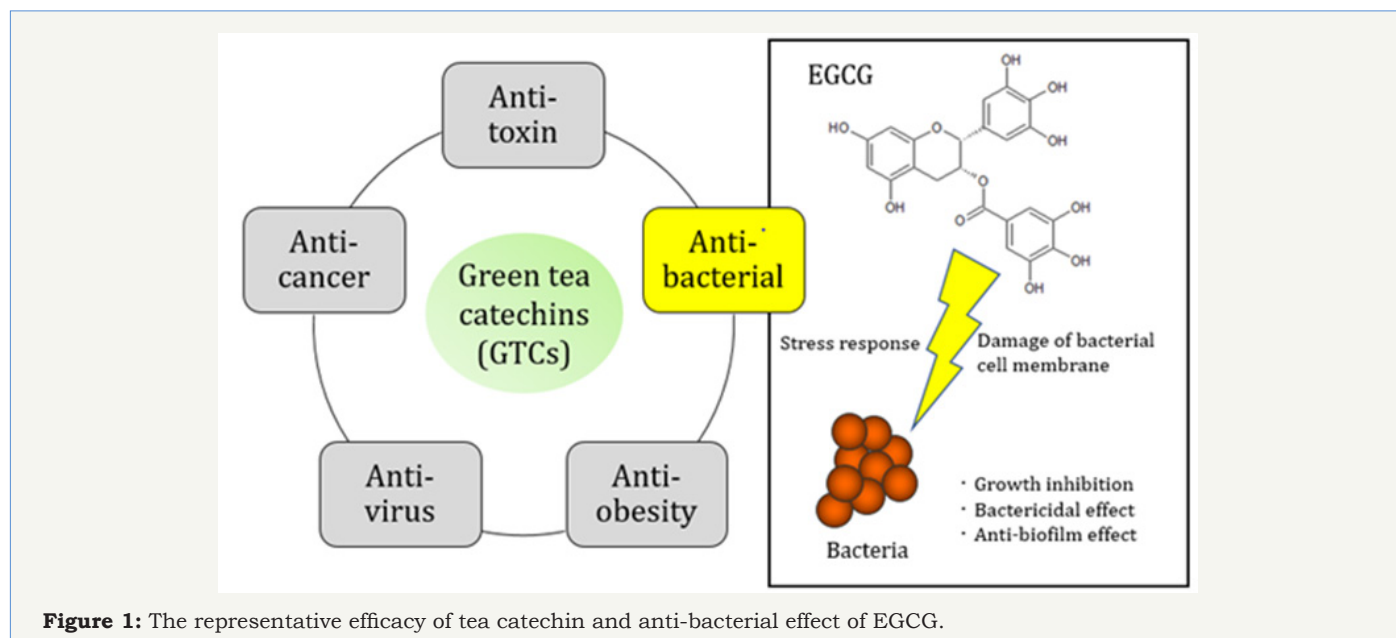 Anti-
toxin
Anti-
cancer
Anti-
bacterial
Green tea
catechins
(GTCs)
Anti-
virus
Anti-
obesity
EGCG
OH
OH
OH
HO
O
OH
O
O
OH
OH
OH
Stress response
Damage of bacterial
cell membrane
Bacteria
· Growth inhibition
· Bactericidal effect
· Anti-biofilm effect
Figure 1: The representative efficacy of tea catechin and anti-bacterial effect of EGCG.